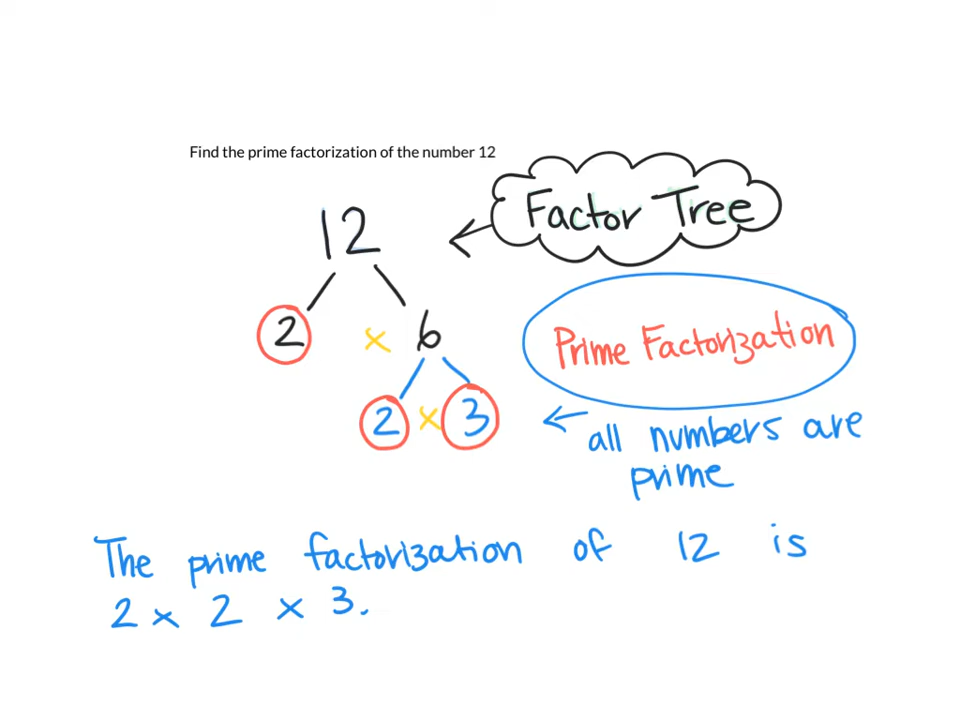 Find the prime factorization of the number 12
Factor Tree
12
2 x 6
Prime Factorization
2 x 3
← all numbers are
prime
The prime factorization of 12 is
2 x 2 x 3.